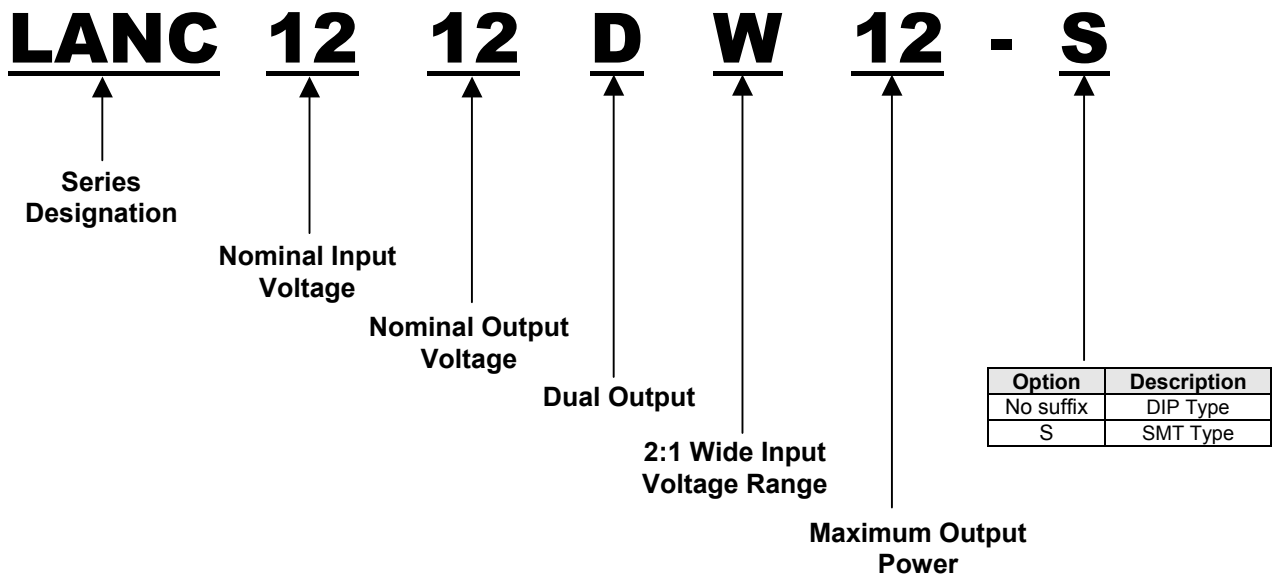 LANC 12 12 D W 12 - S
Series
Designation
Nominal Input
Voltage
Nominal Output
Voltage
Dual Output
2:1 Wide Input
Voltage Range
Maximum Output
Power
Option Description
No suffix DIP Type
S SMT Type